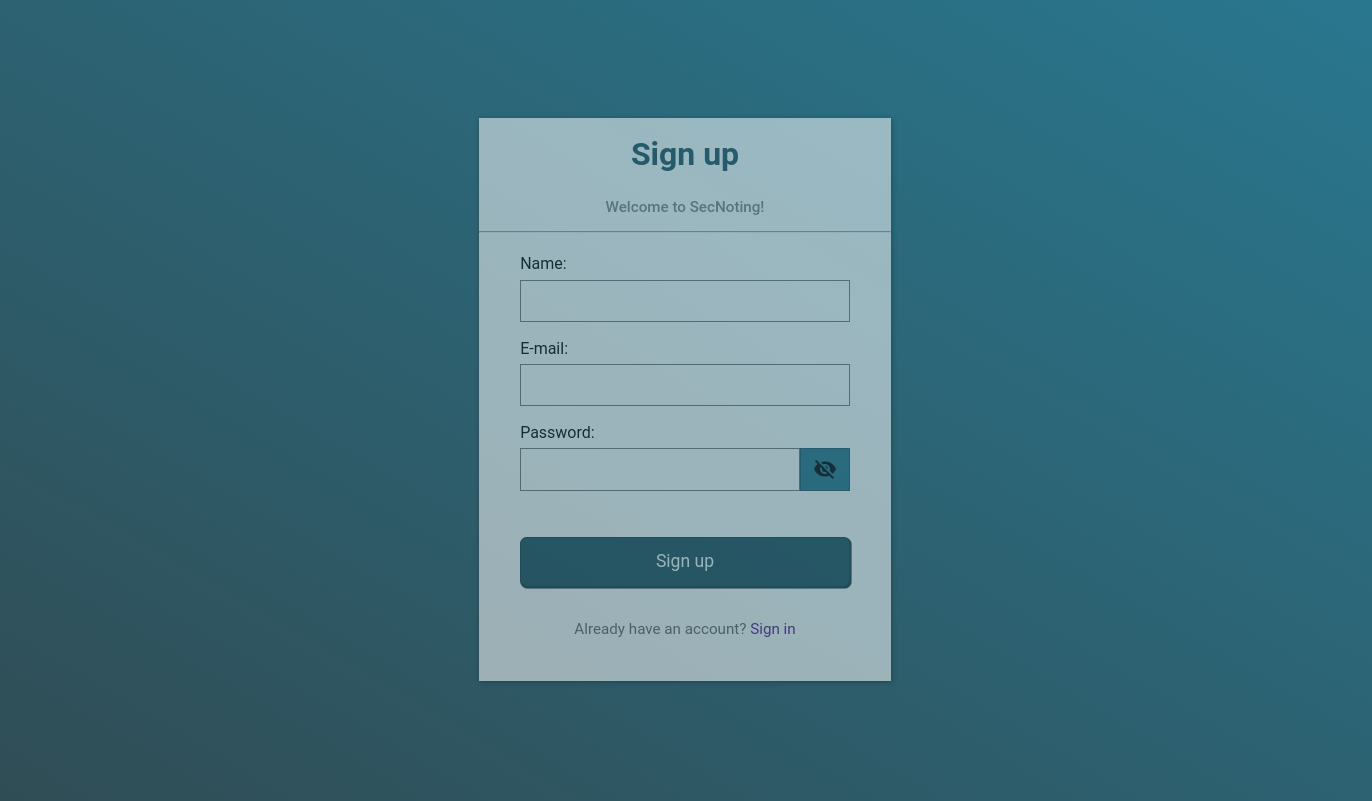 Sign up
Welcome to SecNoting!
Name:
E-mail:
Password:
Sign up
Already have an account? Sign in